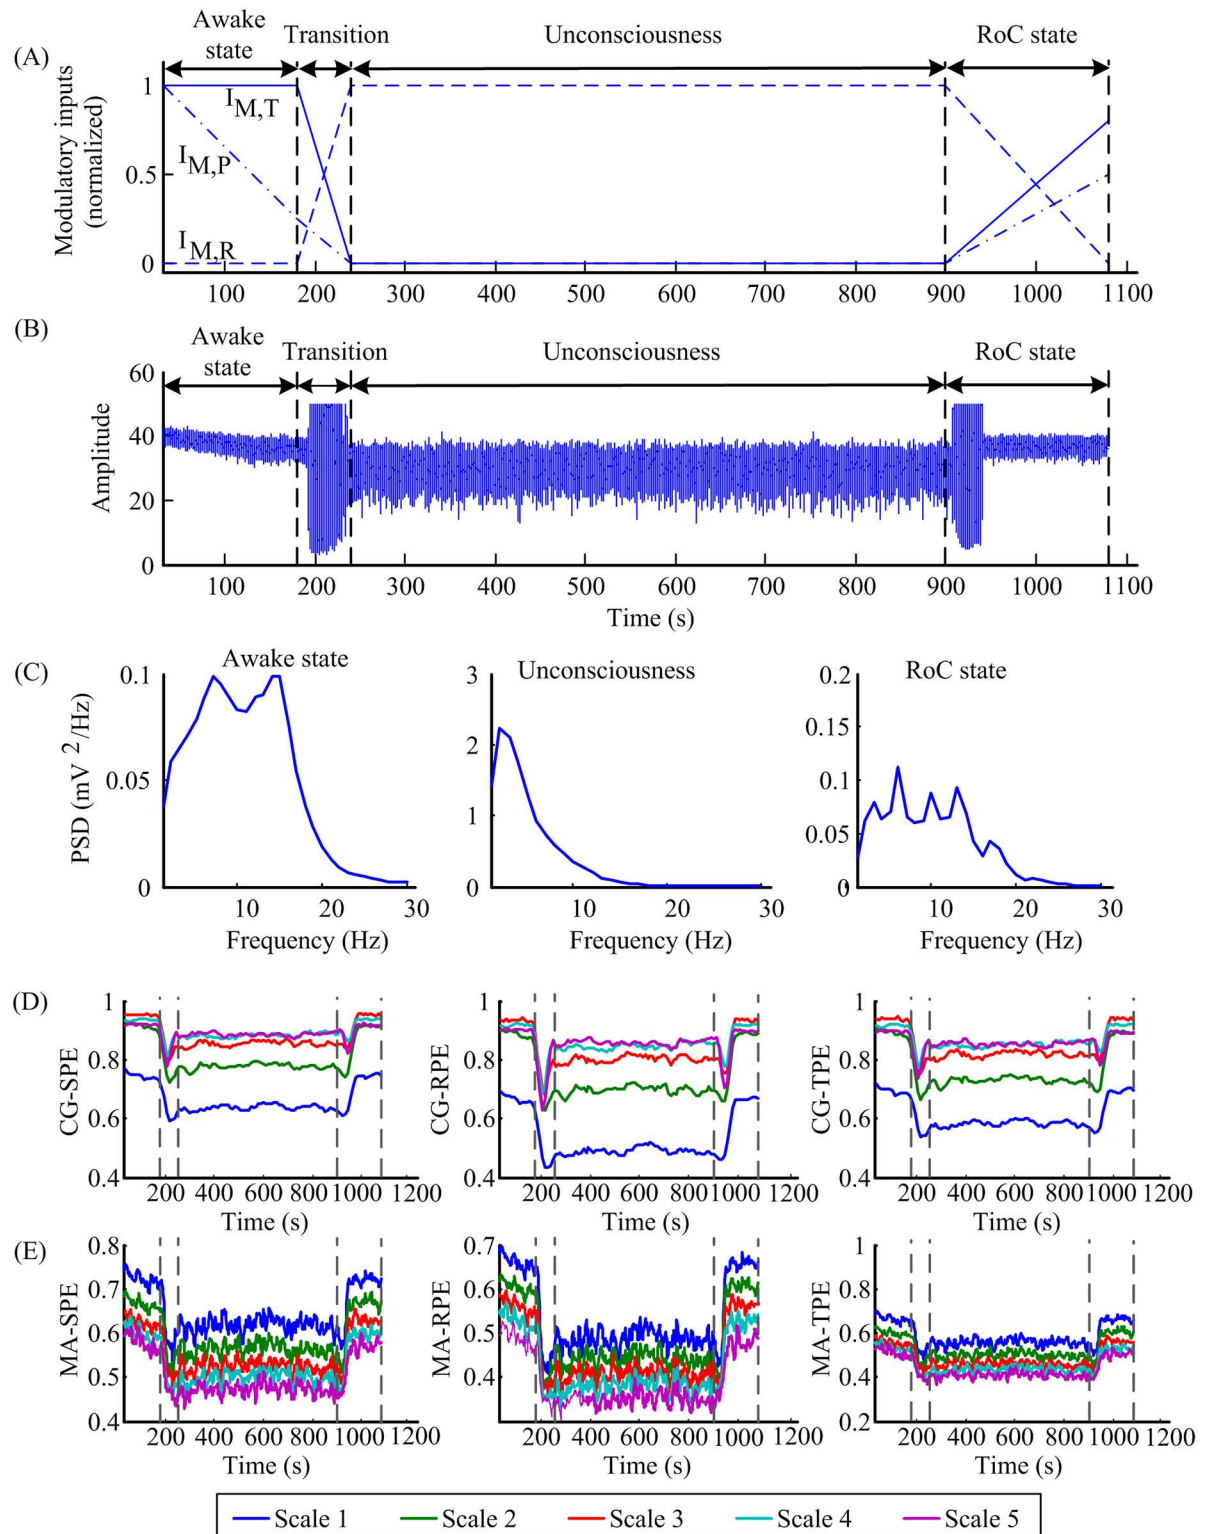 (A)
Awake
state
Transition
Unconsciousness
RoC state
Modulatory inputs
(normalized)
1
0.5
0
I M,T
I M,P
I M,R
100 200 300 400 500 600 700 800 900 1000 1100
(B)
Awake
state
Transition
Unconsciousness
RoC state
Amplitude
60
40
20
0
100 200 300 400 500 600 700 800 900 1000 1100
Time (s)
(C)
Awake state
Unconsciousness
RoC state
PSD (mV 2/Hz)
0.1
0.05
0
10 20 30
Frequency (Hz)
3
2
1
0
10 20 30
Frequency (Hz)
0.2
0.15
0.1
0.05
0
10 20 30
Frequency (Hz)
(D)
CG-SPE
1
0.8
0.6
0.4
200 400 600 800 1000 1200
Time (s)
CG-RPE
1
0.8
0.6
0.4
200 400 600 800 1000 1200
Time (s)
CG-TPE
1
0.8
0.6
0.4
200 400 600 800 1000 1200
Time (s)
(E)
MA-SPE
0.8
0.7
0.6
0.5
0.4
200 400 600 800 1000 1200
Time (s)
MA-RPE
0.7
0.6
0.5
0.4
200 400 600 800 1000 1200
Time (s)
MA-TPE
1
0.8
0.6
0.4
0.2
200 400 600 800 1000 1200
Time (s)
Scale 1 Scale 2 Scale 3 Scale 4 Scale 5